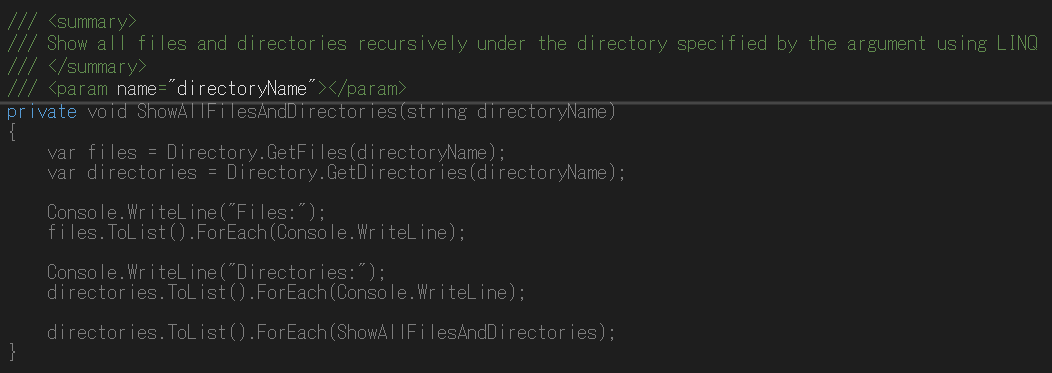 /// <summary>
/// Show all files and directories recursively under the directory specified by the argument using LINQ
/// </summary>
/// <param name="directoryName"></param>
private void ShowAllFilesAndDirectories(string directoryName)
{
    var files = Directory.GetFiles(directoryName);
    var directories = Directory.GetDirectories(directoryName);

    Console.WriteLine("Files:");
    files.ToList().ForEach(Console.WriteLine);

    Console.WriteLine("Directories:");
    directories.ToList().ForEach(Console.WriteLine);

    directories.ToList().ForEach(ShowAllFilesAndDirectories);
}